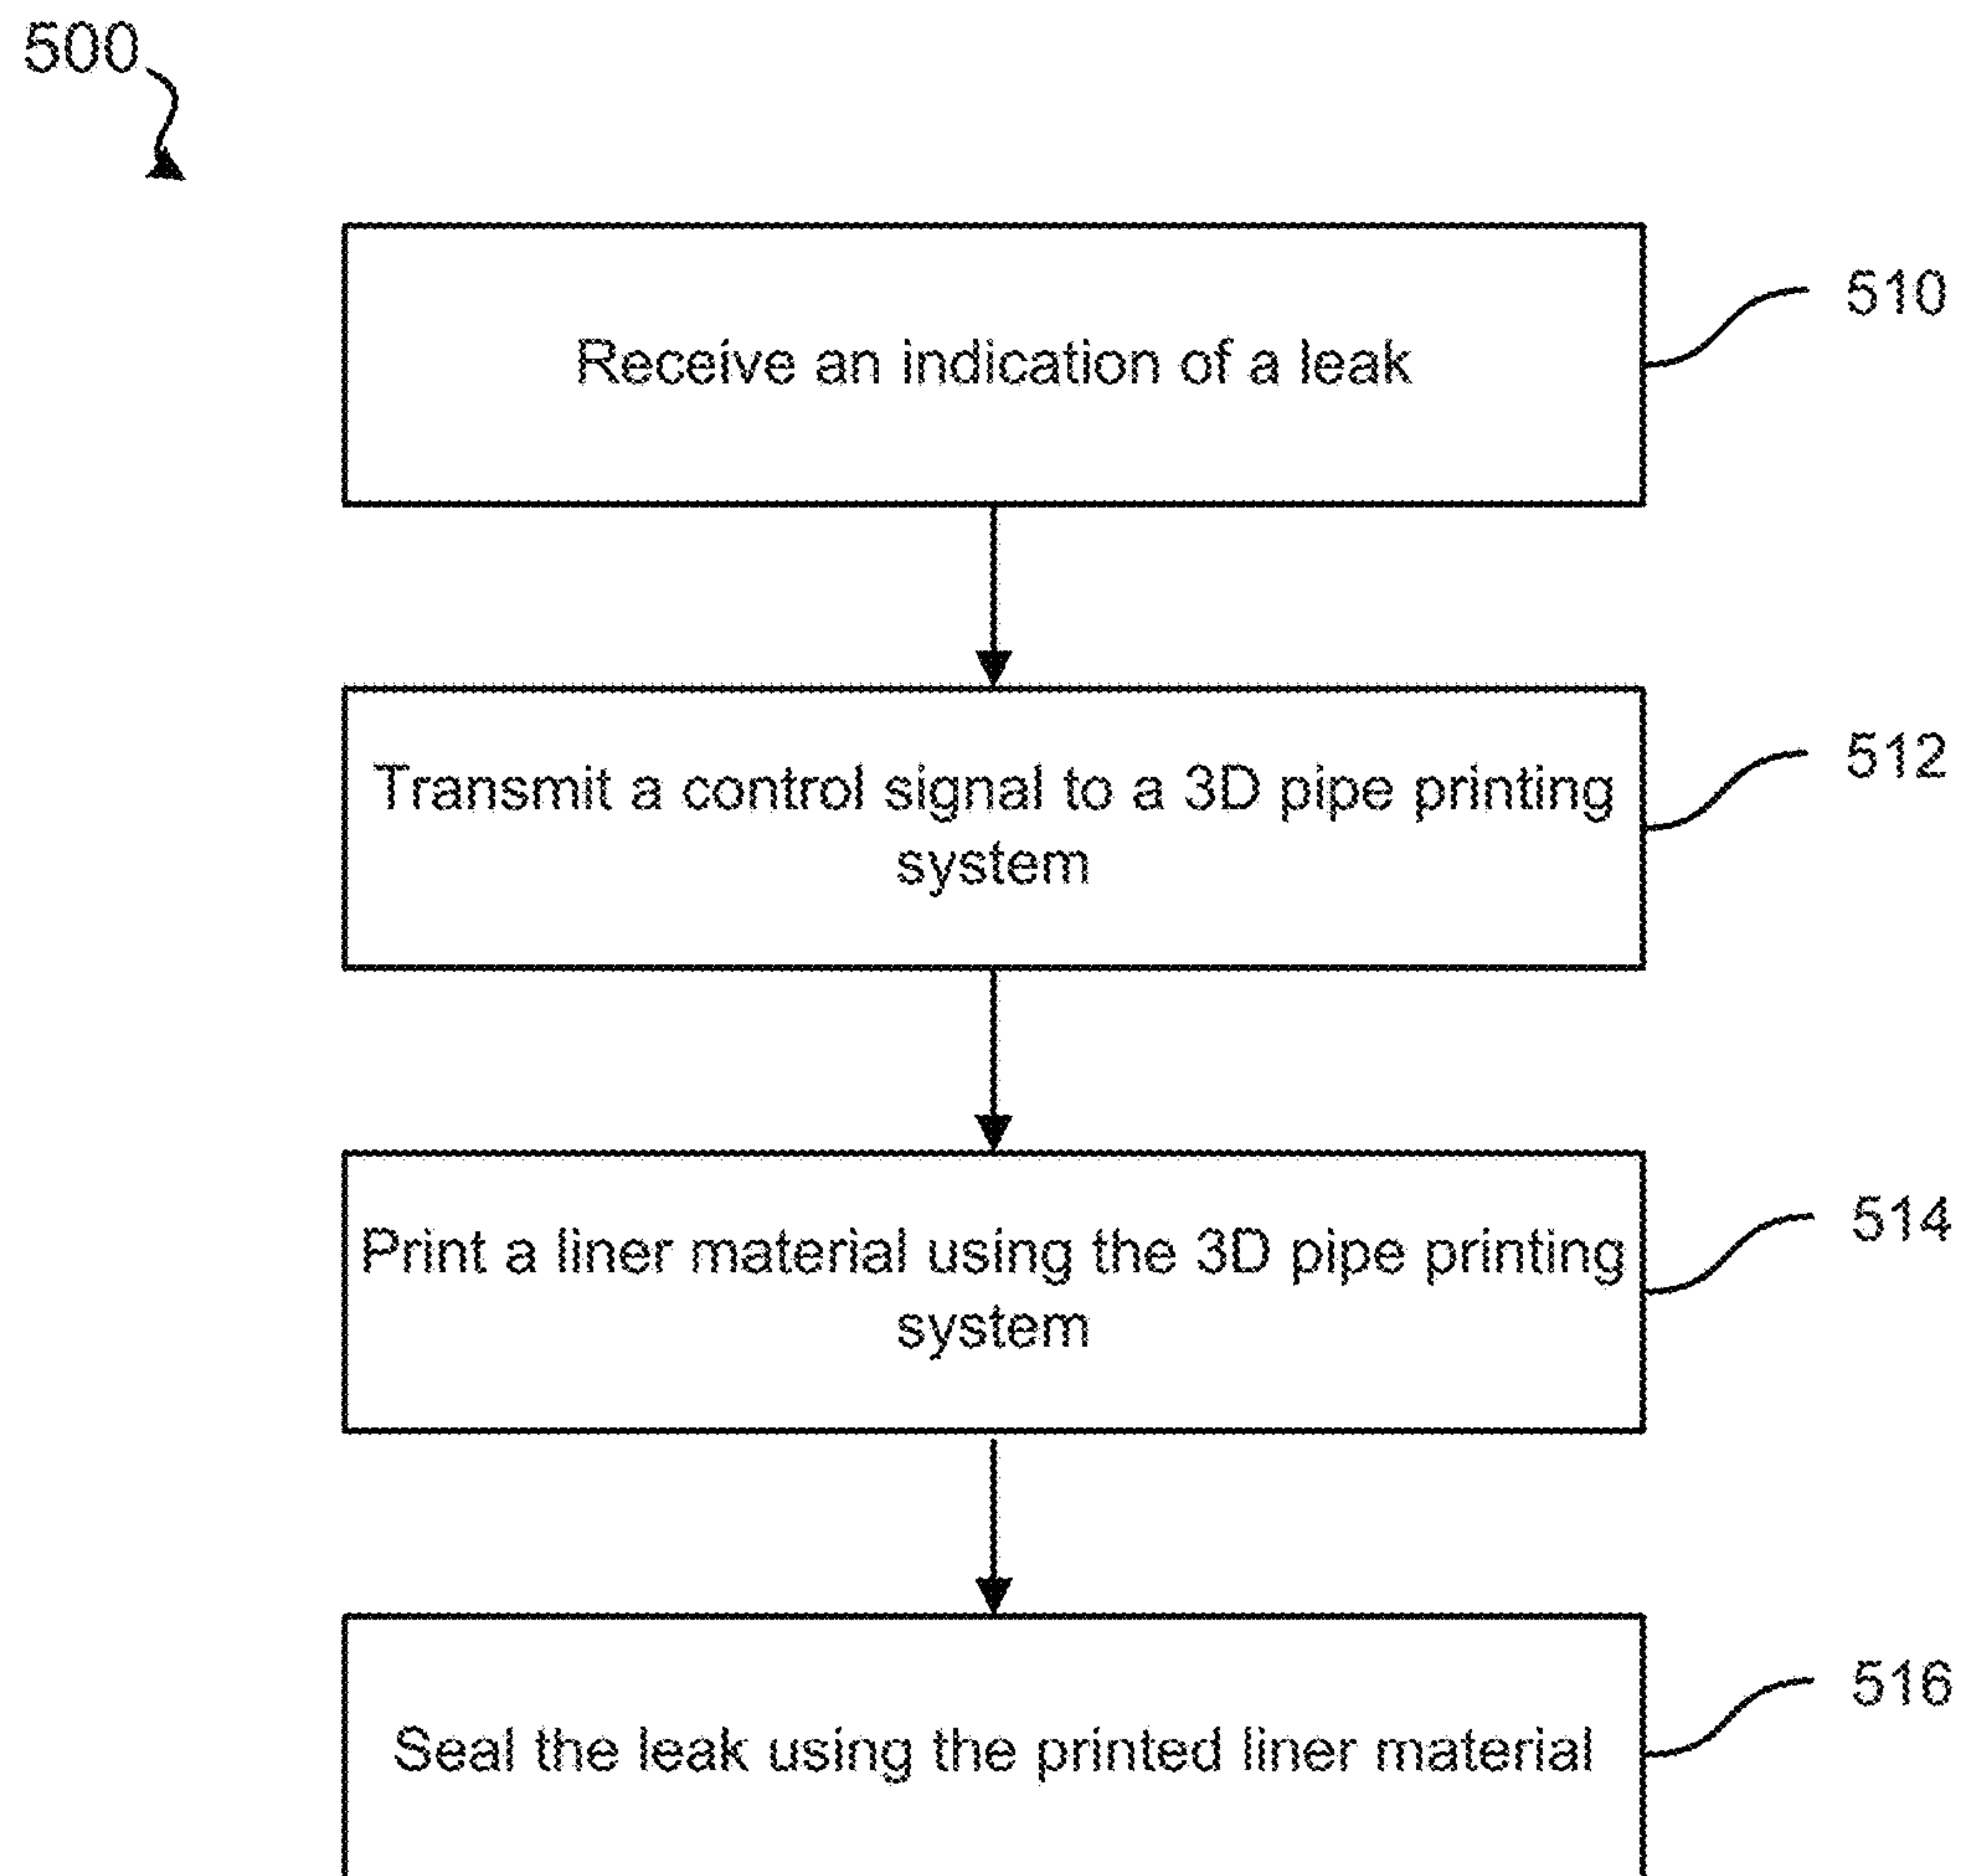 500
Receive an indication of a leak
510
Transmit a control signal to a 3D pipe printing
system
512
Print a liner material using the 3D pipe printing
system
514
Seal the leak using the printed liner material
516